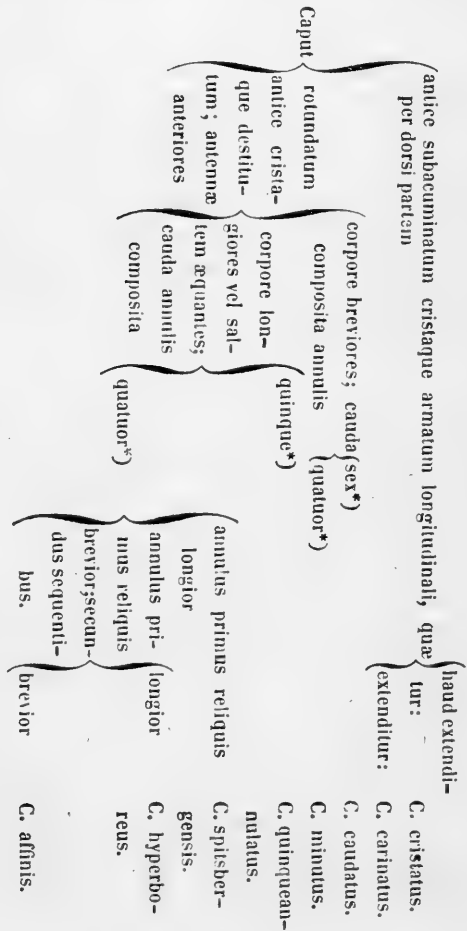 Caput
antice subacuminatum cristaque armatum longitudinali, quæ
per dorsi partem
haud extendi-
tur:
C. cristatus.
extenditur:
C. carinatus.
rotundatum
antice crista-
que destitu-
tum; antennæ
anteriores
corpore breviores; cauda
composita annulis
sex*)
C. caudatus.
quatuor*)
C. minutus.
corpore lon-
giores vel sal-
tem æquantes;
cauda annulis
composita
quinque*)
C. quinquean-
nulatus.
quatuor*)
annulus primus reliquis
longior
C. spitsber-
gensis.
annulus pri-
mus reliquis
brevior; secun-
dus sequenti-
bus.
longior
C. hyperbo-
reus.
brevior
C. affinis.